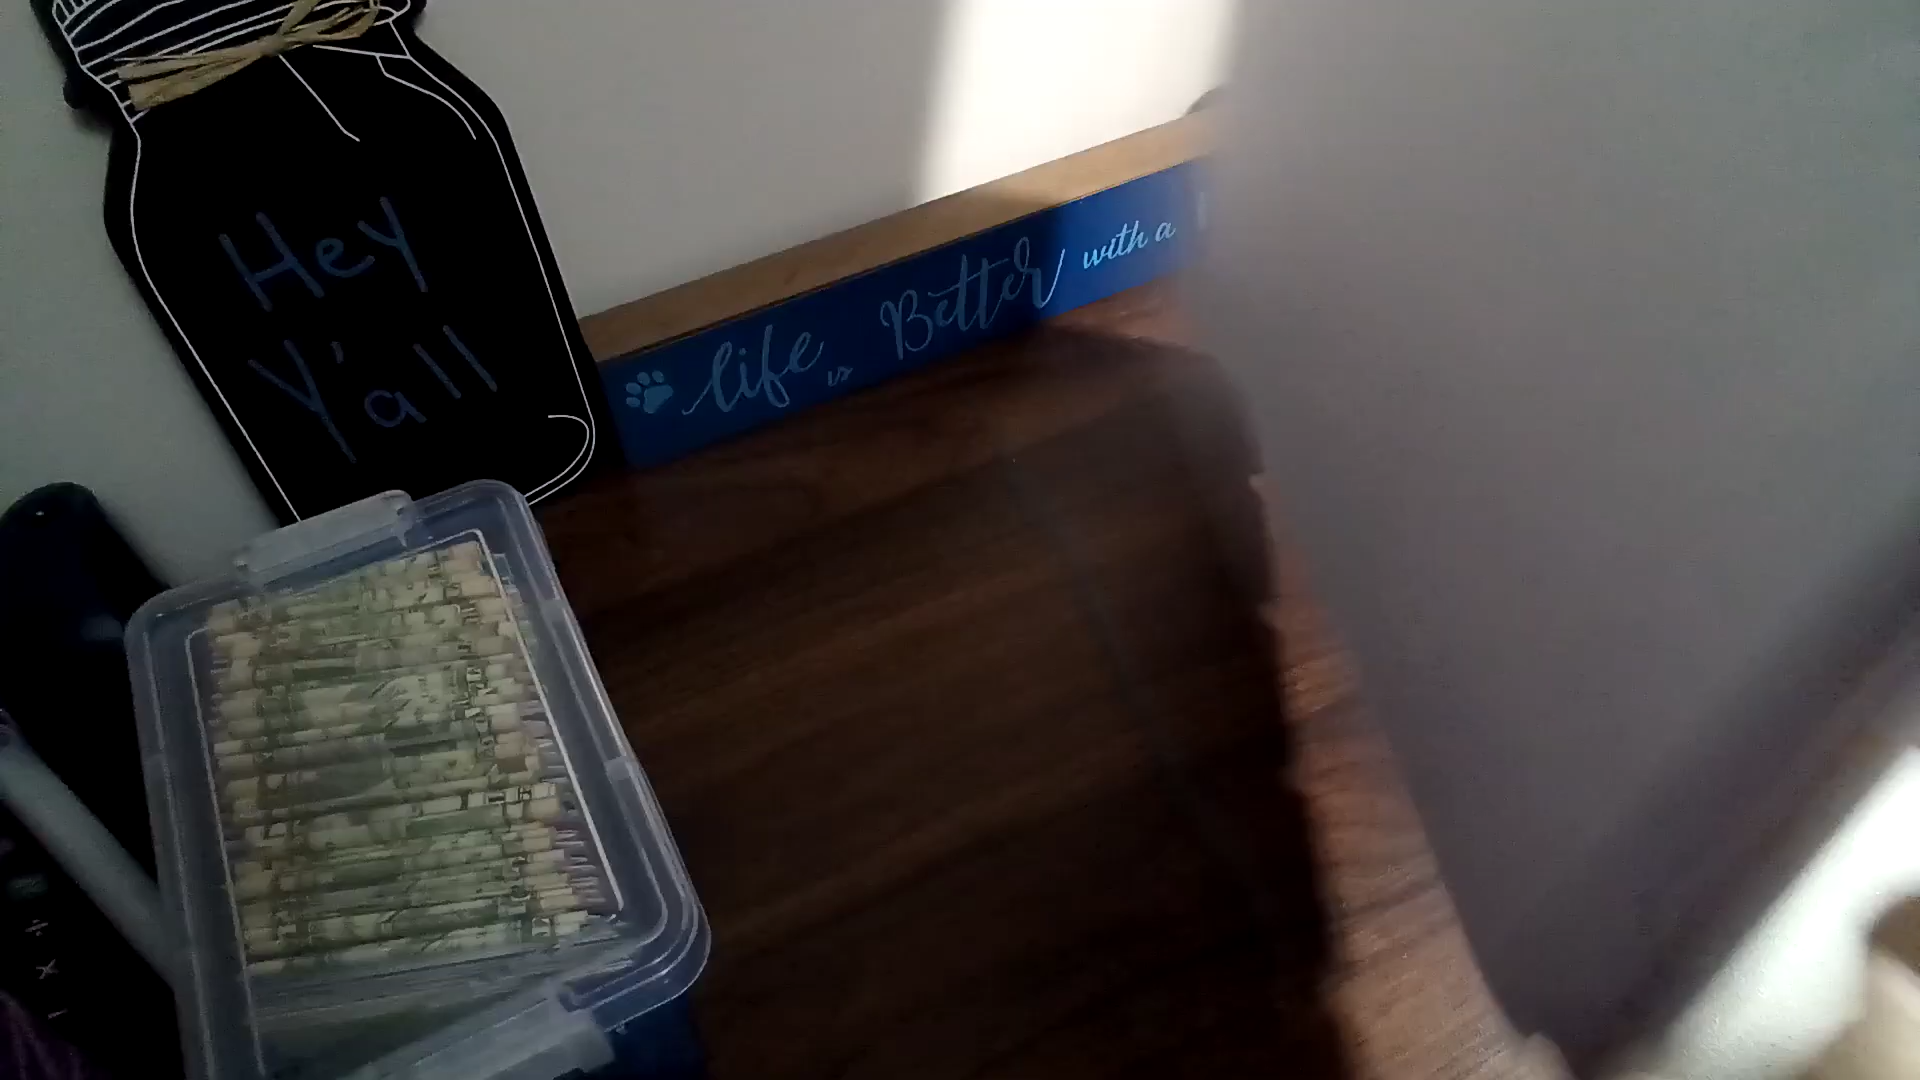 Hey
Y'all
life is Better with a
÷
×